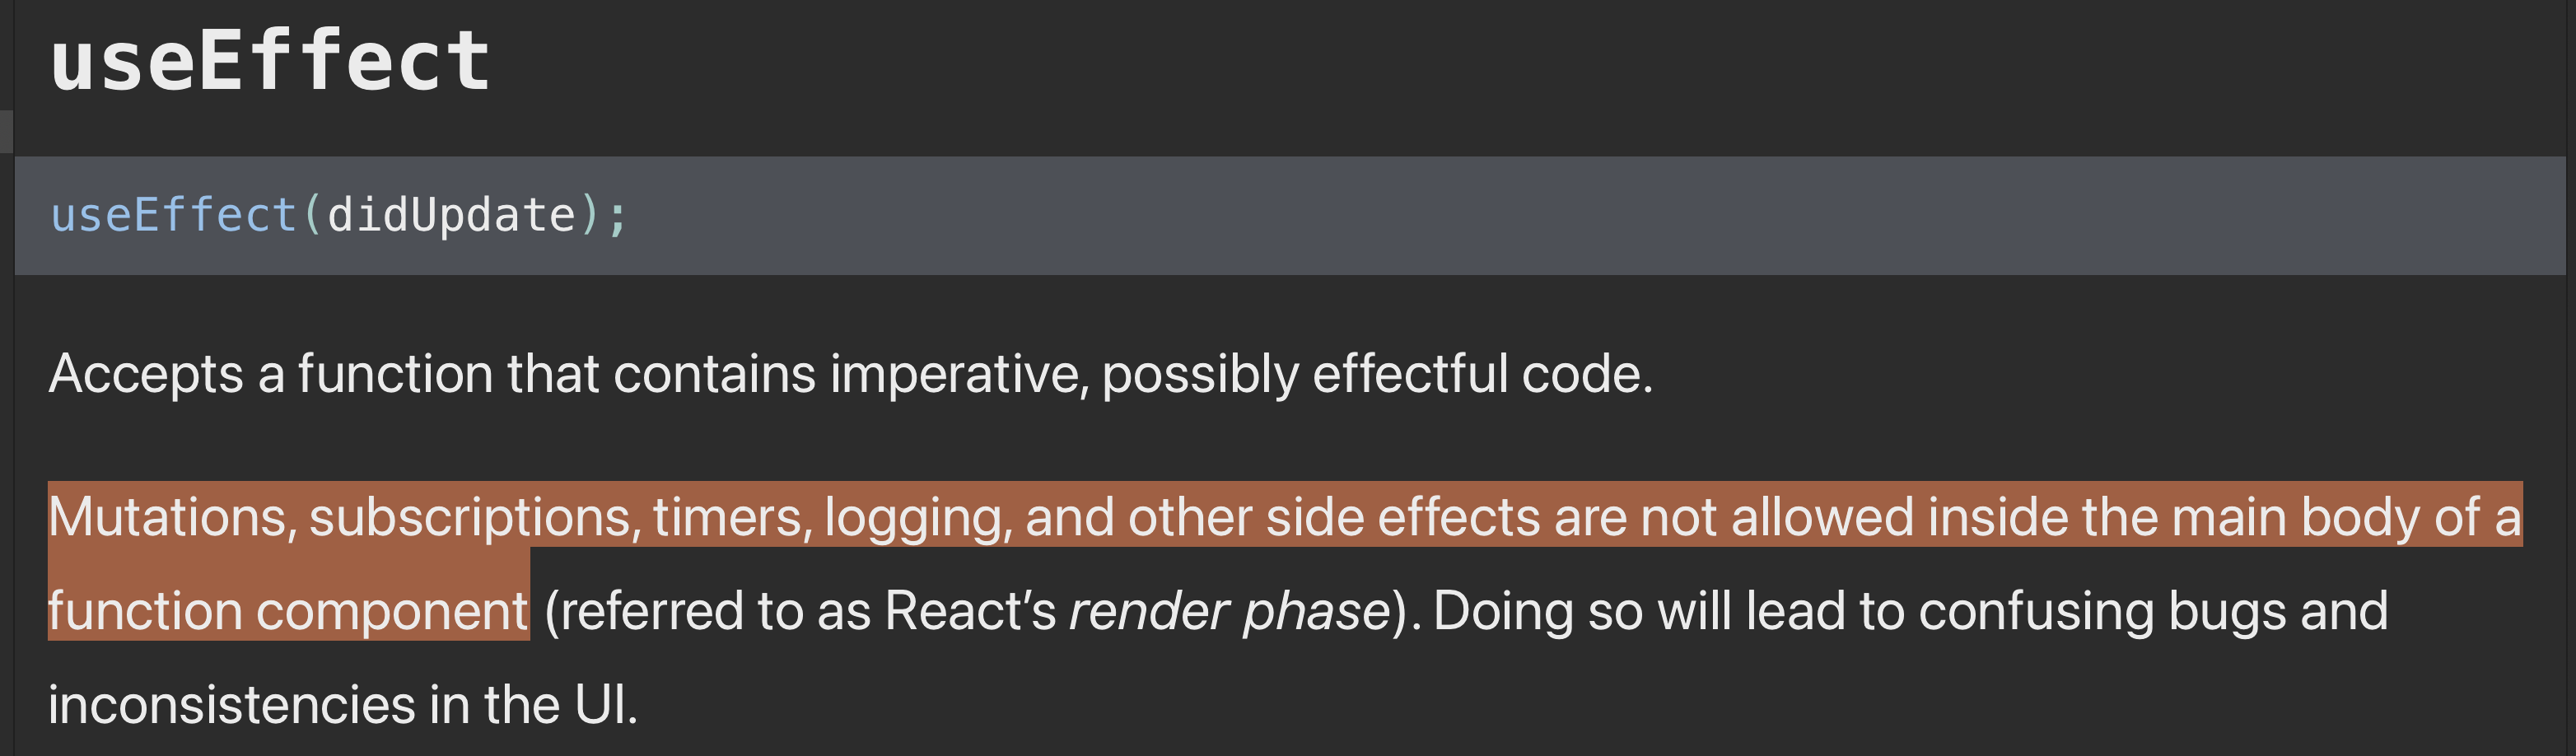 useEffect
useEffect(didUpdate);
Accepts a function that contains imperative, possibly effectful code.
Mutations, subscriptions, timers, logging, and other side effects are not allowed inside the main body of a
function component (referred to as React’s render phase). Doing so will lead to confusing bugs and
inconsistencies in the UI.